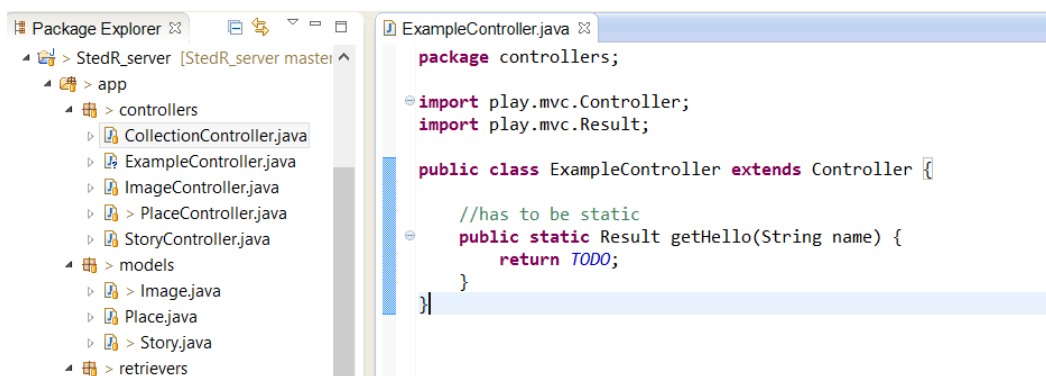 Package Explorer
> StedR_server [StedR_server master
> app
> controllers
CollectionController.java
ExampleController.java
ImageController.java
> PlaceController.java
StoryController.java
> models
> Image.java
Place.java
> Story.java
> retrievers
ExampleController.java
package controllers;
import play.mvc.Controller;
import play.mvc.Result;
public class ExampleController extends Controller {
//has to be static
public static Result getHello(String name) {
return TODO;
}
}